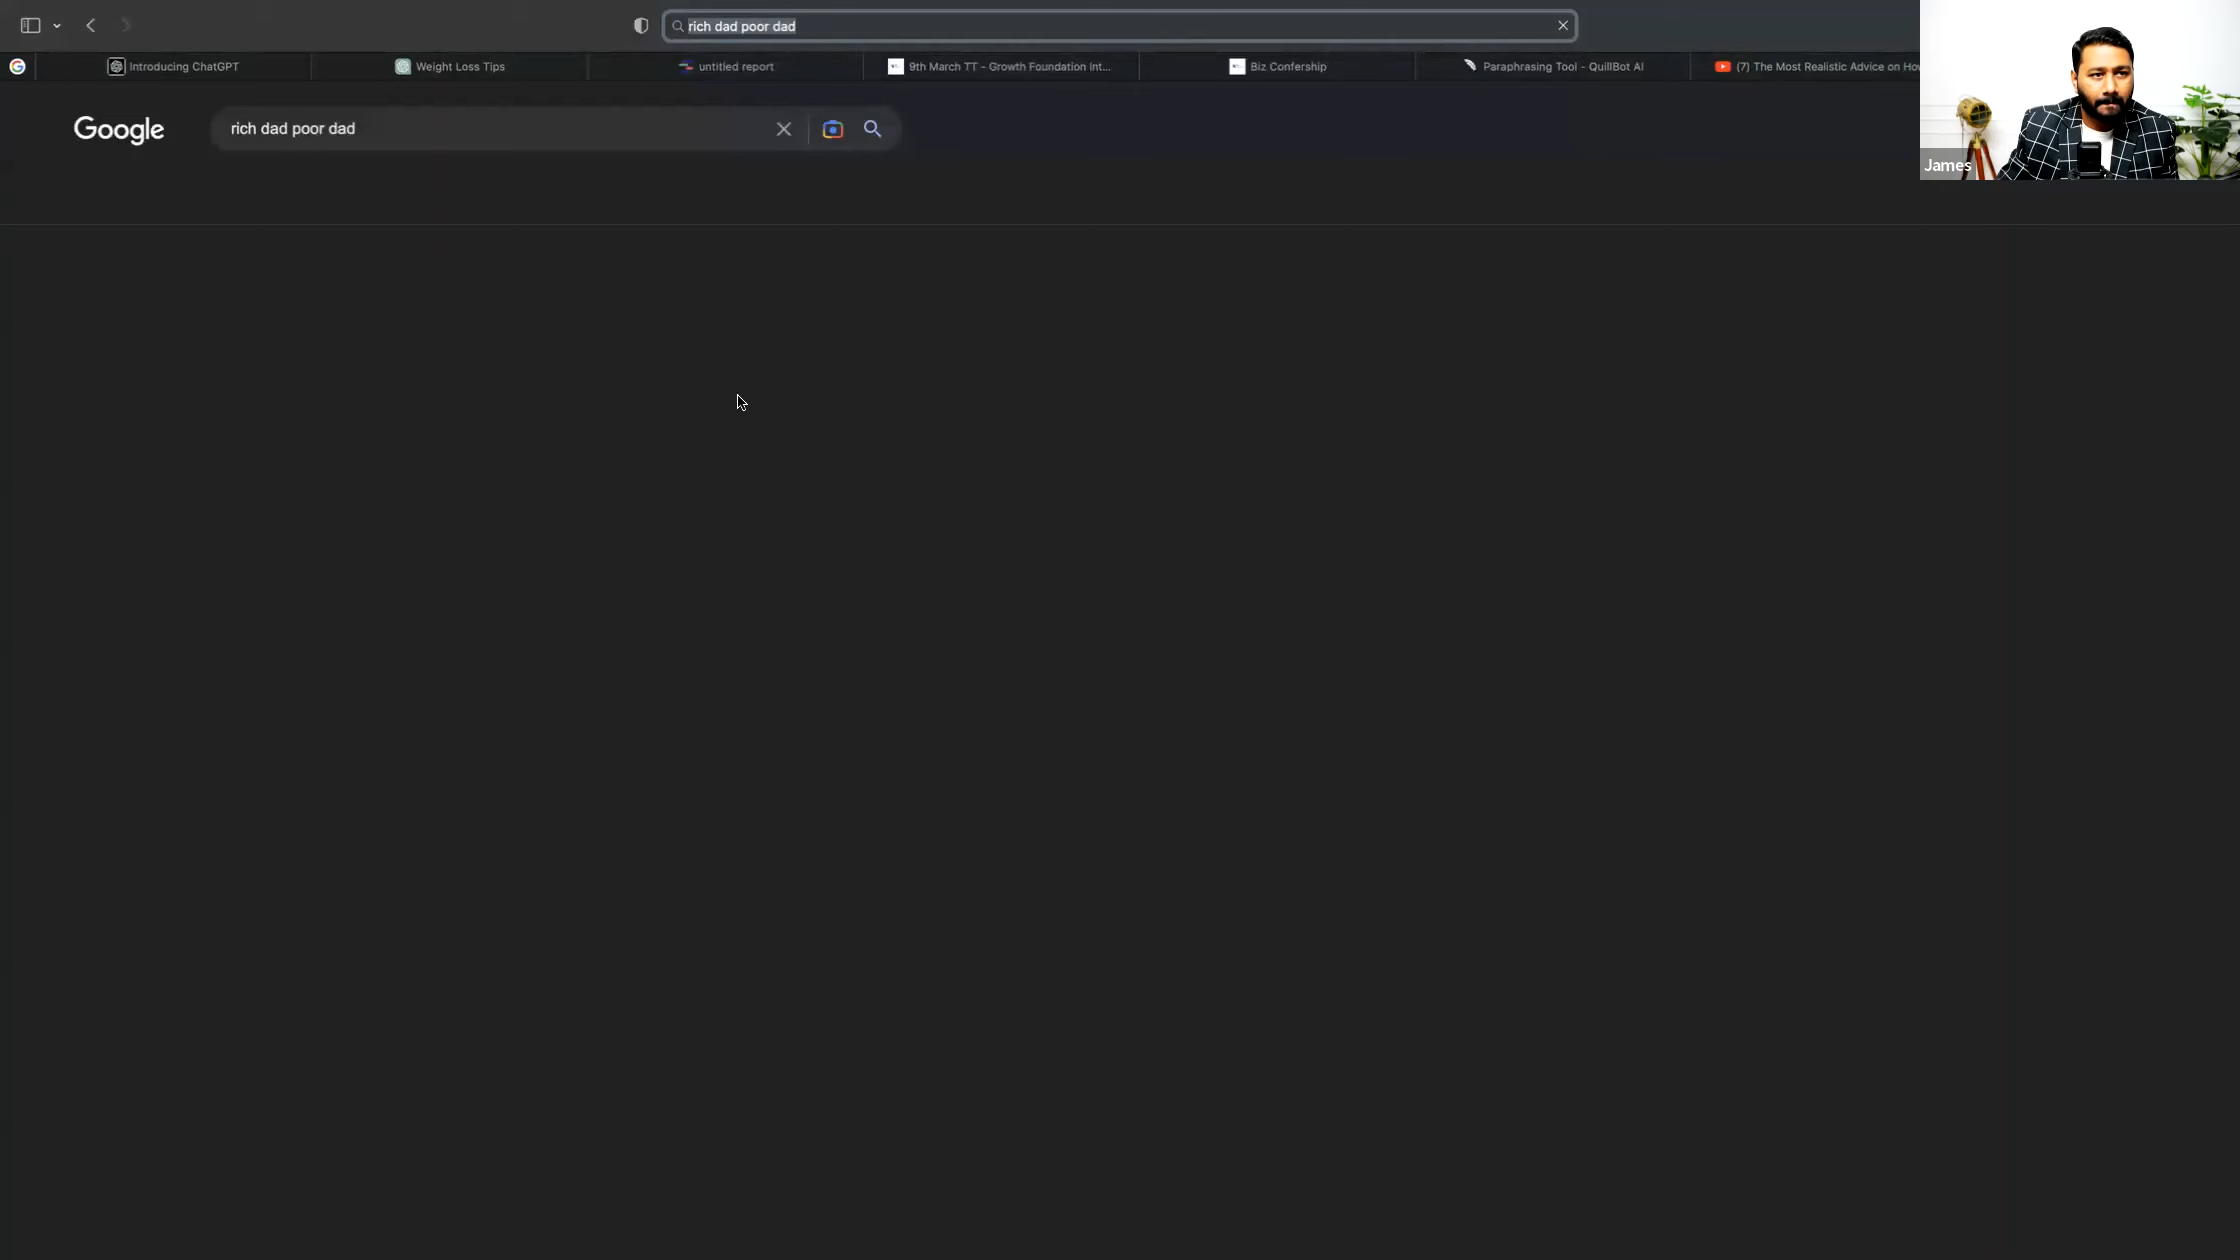 rich dad poor dad
Introducing ChatGPT
Weight Loss Tips
untitled report
9th March TT - Growth Foundation Int...
Biz Confership
Paraphrasing Tool - QuillBot AI
(7) The Most Realistic Advice on How
Google
rich dad poor dad
James